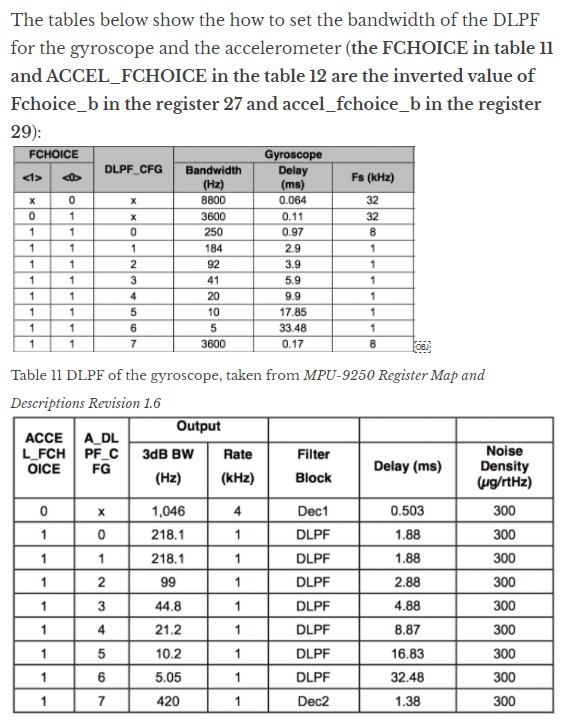 The tables below show the how to set the bandwidth of the DLPF
for the gyroscope and the accelerometer (the FCHOICE in table 11
and ACCEL_FCHOICE in the table 12 are the inverted value of
Fchoice_b in the register 27 and accel_fchoice_b in the register
29):
FCHOICE DLPF_CFG Gyroscope
<1> <0> Bandwidth (Hz) Delay (ms) Fs (kHz)
x 0 x 8800 0.064 32
0 1 x 3600 0.11 32
1 1 0 250 0.97 8
1 1 1 184 2.9 1
1 1 2 92 3.9 1
1 1 3 41 5.9 1
1 1 4 20 9.9 1
1 1 5 10 17.85 1
1 1 6 5 33.48 1
1 1 7 3600 0.17 8
OBJ
Table 11 DLPF of the gyroscope, taken from MPU-9250 Register Map and
Descriptions Revision 1.6
Output
ACCE L_FCH OICE A_DL PF_C FG 3dB BW (Hz) Rate (kHz) Filter Block Delay (ms) Noise Density (µg/rtHz)
0 x 1,046 4 Dec1 0.503 300
1 0 218.1 1 DLPF 1.88 300
1 1 218.1 1 DLPF 1.88 300
1 2 99 1 DLPF 2.88 300
1 3 44.8 1 DLPF 4.88 300
1 4 21.2 1 DLPF 8.87 300
1 5 10.2 1 DLPF 16.83 300
1 6 5.05 1 DLPF 32.48 300
1 7 420 1 Dec2 1.38 300